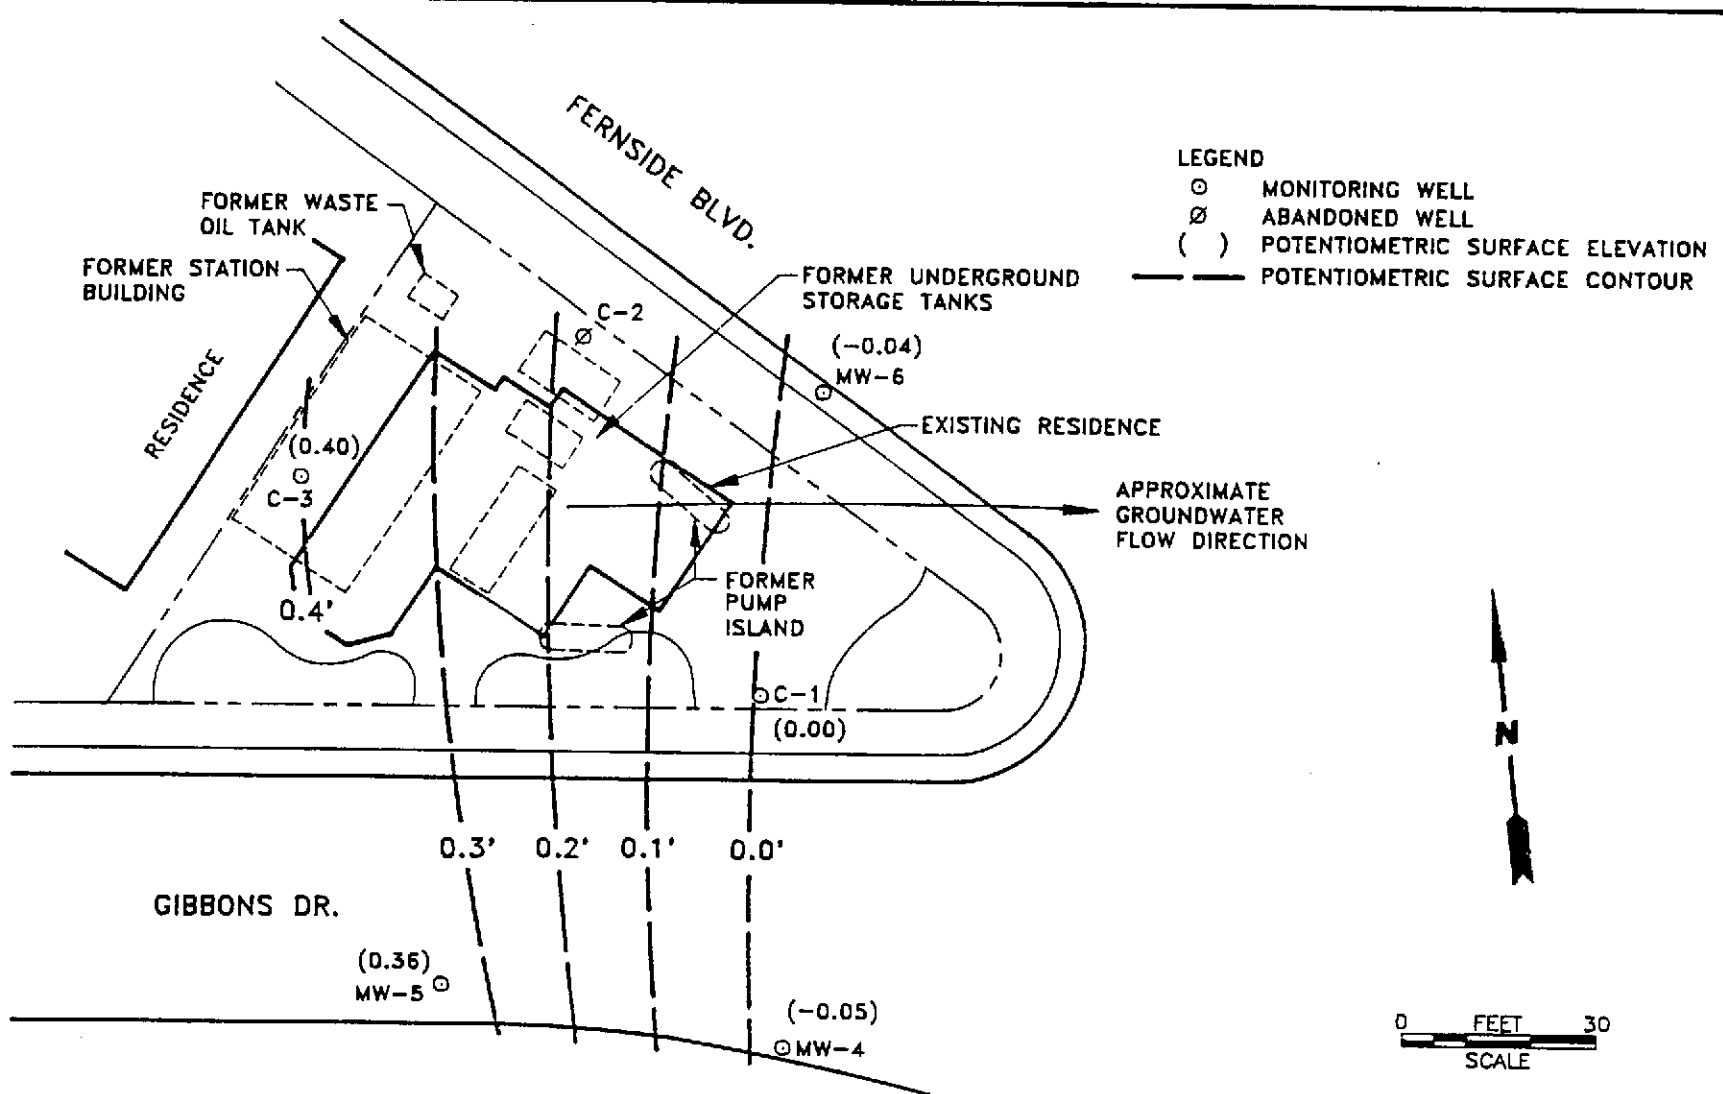 FERNSIDE BLVD.
LEGEND
MONITORING WELL
ABANDONED WELL
( ) POTENTIOMETRIC SURFACE ELEVATION
POTENTIOMETRIC SURFACE CONTOUR
FORMER WASTE
OIL TANK
FORMER STATION
BUILDING
RESIDENCE
FORMER UNDERGROUND
STORAGE TANKS
C-2
(-0.04)
MW-6
EXISTING RESIDENCE
(0.40)
C-3
APPROXIMATE
GROUNDWATER
FLOW DIRECTION
FORMER
PUMP
ISLAND
0.4'
C-1
(0.00)
N
0.3' 0.2' 0.1' 0.0'
GIBBONS DR.
(0.36)
MW-5
(-0.05)
MW-4
0 FEET 30
SCALE